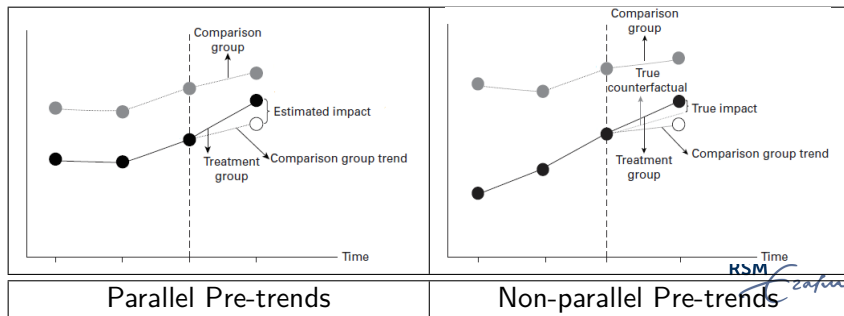 Comparison
group
Estimated impact
Treatment
group
Comparison group trend
Time
Comparison
group
True
counterfactual
True impact
Treatment
group
Comparison group trend
Time
RSM
Parallel Pre-trends
Non-parallel Pre-trends